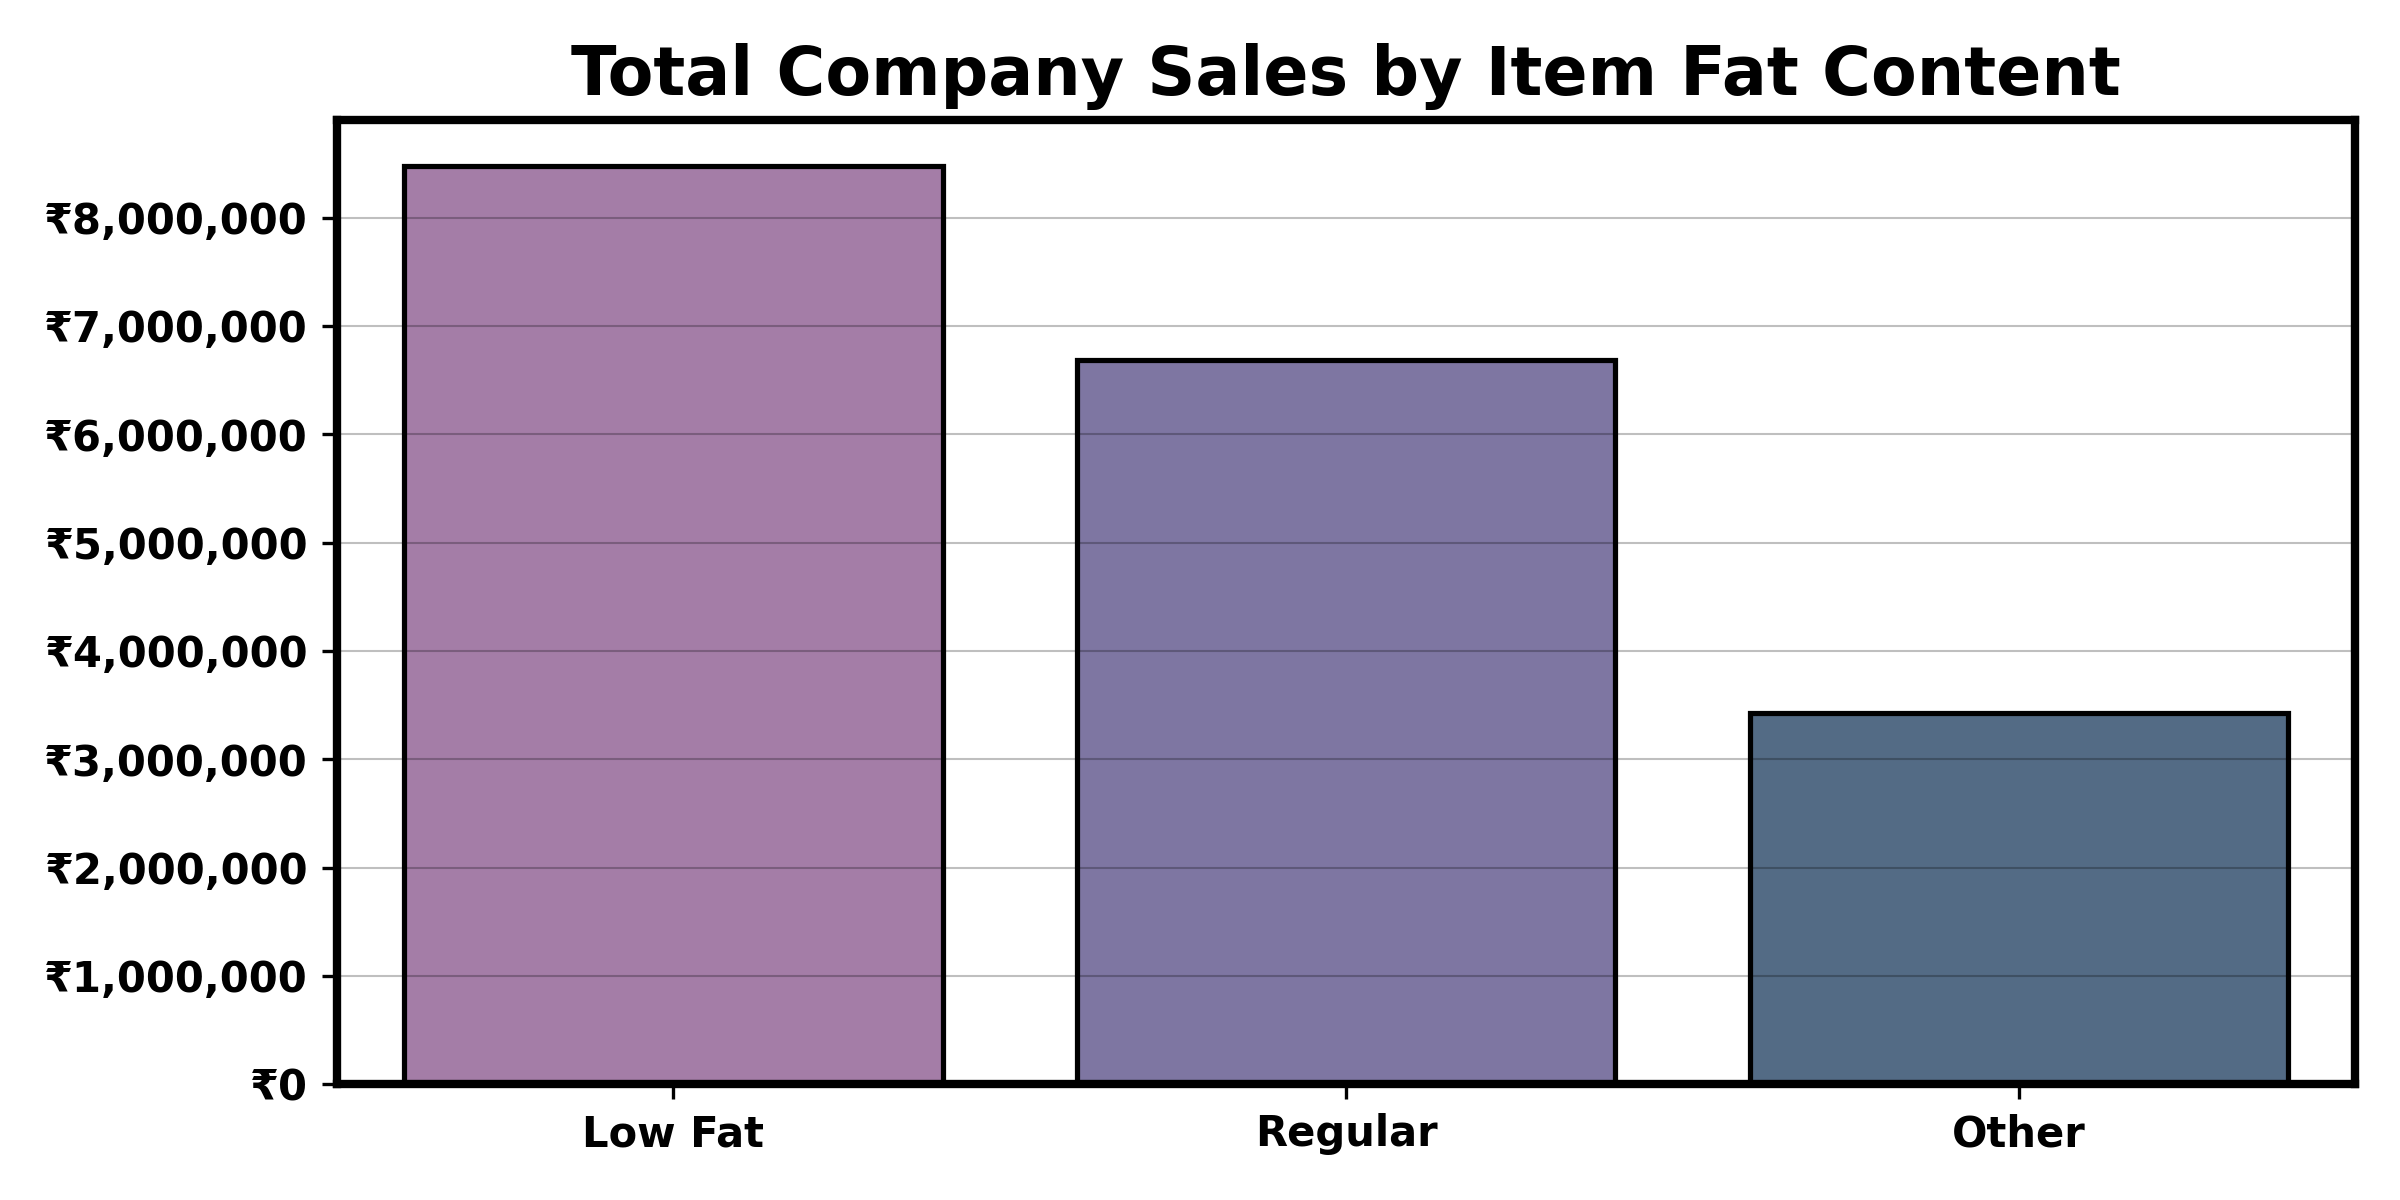 Total Company Sales by Item Fat Content
₹8,000,000
₹7,000,000
₹6,000,000
₹5,000,000
₹4,000,000
₹3,000,000
₹2,000,000
₹1,000,000
₹0
Low Fat
Regular
Other